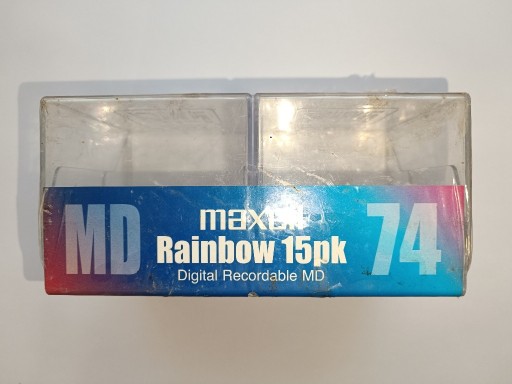 maxell
MD
Rainbow 15pk
74
Digital Recordable MD